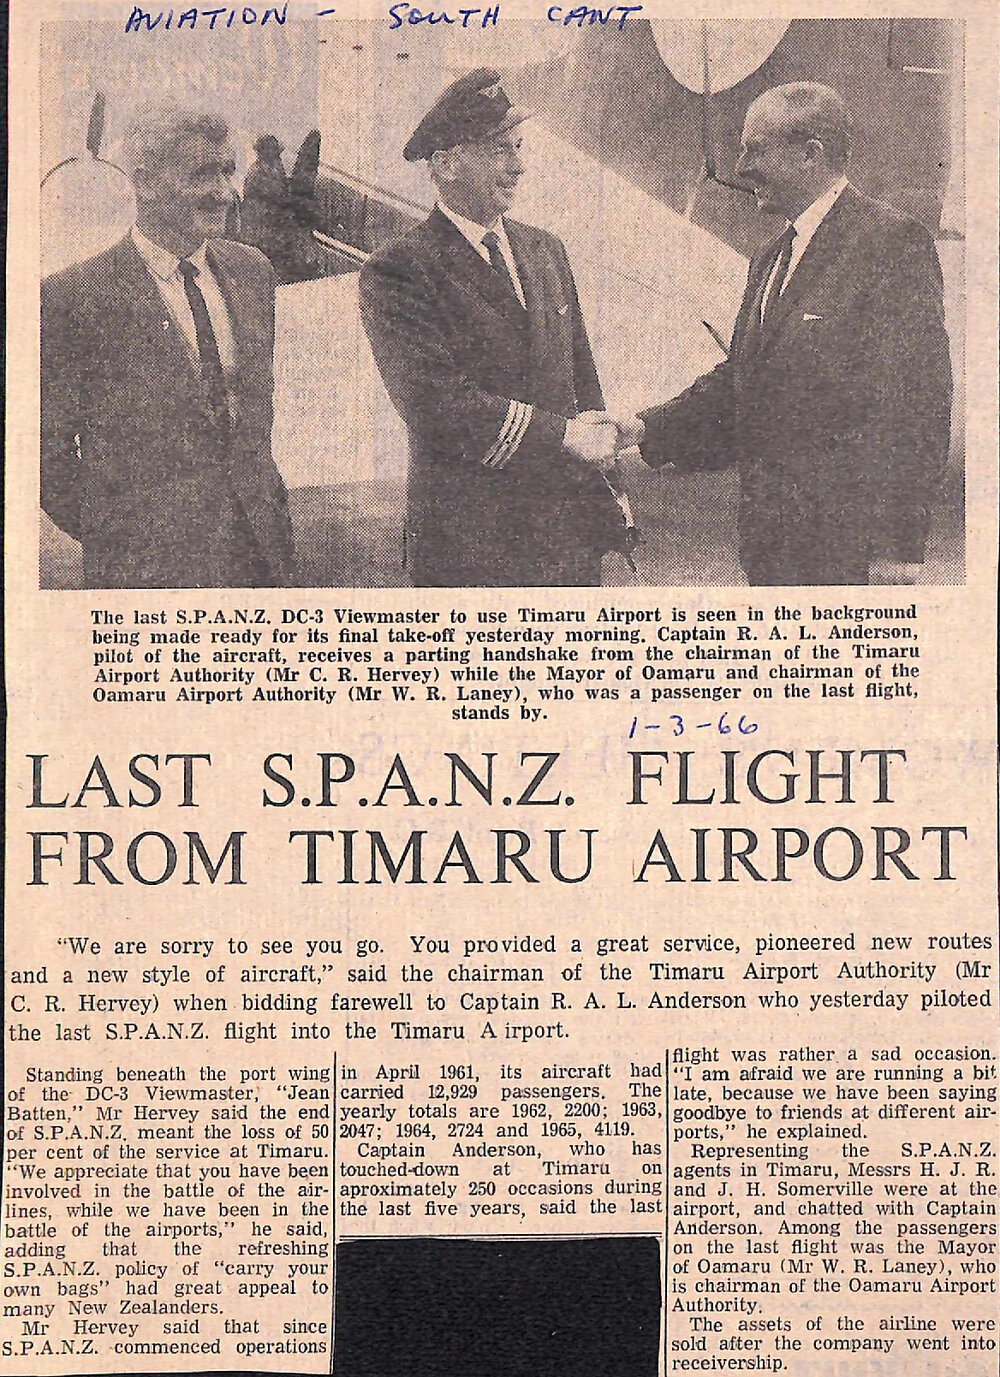 AVIATION - SOUTH CANT
The last S.P.A.N.Z. DC-3 Viewmaster to use Timaru Airport is seen in the background
being made ready for its final take-off yesterday morning. Captain R. A. L. Anderson,
pilot of the aircraft, receives a parting handshake from the chairman of the Timaru
Airport Authority (Mr C. R. Hervey) while the Mayor of Oamaru and chairman of the
Oamaru Airport Authority (Mr W. R. Laney), who was a passenger on the last flight,
stands by.
1-3-66
LAST S.P.A.N.Z. FLIGHT
FROM TIMARU AIRPORT
“We are sorry to see you go. You provided a great service, pioneered new routes
and a new style of aircraft,” said the chairman of the Timaru Airport Authority (Mr
C. R. Hervey) when bidding farewell to Captain R. A. L. Anderson who yesterday piloted
the last S.P.A.N.Z. flight into the Timaru A irport.
Standing beneath the port wing
of the DC-3 Viewmaster, “Jean
Batten,” Mr Hervey said the end
of S.P.A.N.Z. meant the loss of 50
per cent of the service at Timaru.
“We appreciate that you have been
involved in the battle of the air-
lines, while we have been in the
battle of the airports,” he said,
adding that the refreshing
S.P.A.N.Z. policy of “carry your
own bags” had great appeal to
many New Zealanders.
Mr Hervey said that since
S.P.A.N.Z. commenced operations
in April 1961, its aircraft had
carried 12,929 passengers. The
yearly totals are 1962, 2200; 1963,
2047; 1964, 2724 and 1965, 4119.
Captain Anderson, who has
touched-down at Timaru on
aproximately 250 occasions during
the last five years, said the last
flight was rather a sad occasion.
“I am afraid we are running a bit
late, because we have been saying
goodbye to friends at different air-
ports,” he explained.
Representing the S.P.A.N.Z.
agents in Timaru, Messrs H. J. R.
and J. H. Somerville were at the
airport, and chatted with Captain
Anderson. Among the passengers
on the last flight was the Mayor
of Oamaru (Mr W. R. Laney), who
is chairman of the Oamaru Airport
Authority.
The assets of the airline were
sold after the company went into
receivership.